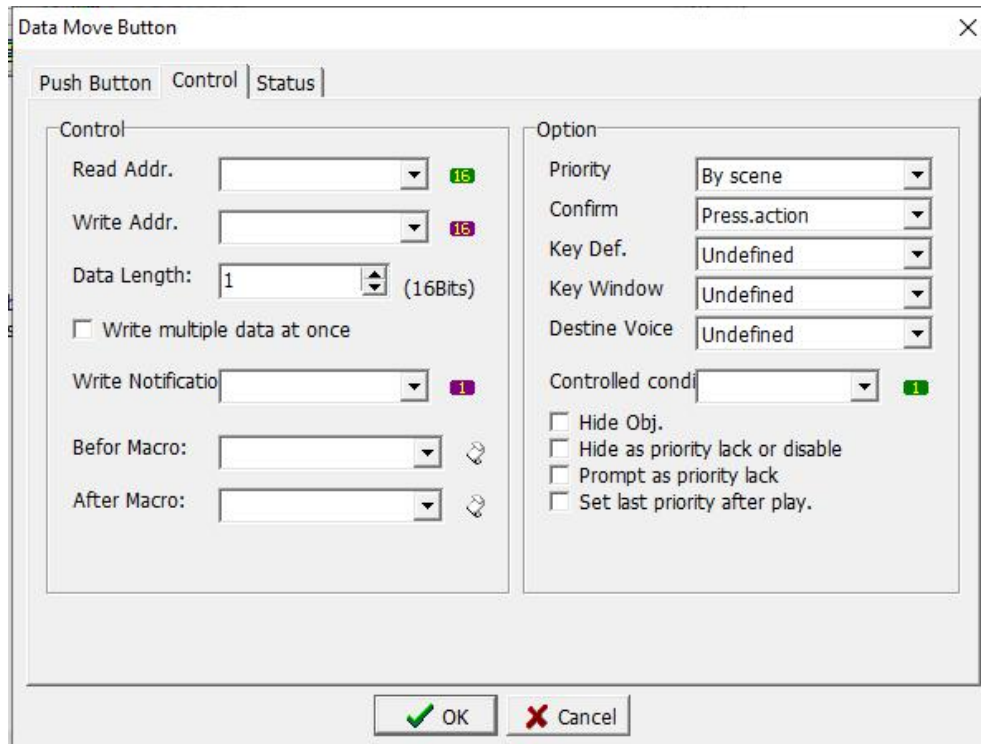 Data Move Button
Push Button Control Status
Control
Read Addr.
16
Write Addr.
16
Data Length: 1 (16Bits)
Write multiple data at once
Write Notificatio
1
Befor Macro:
After Macro:
Option
Priority By scene
Confirm Press.action
Key Def. Undefined
Key Window Undefined
Destine Voice Undefined
Controlled condi
1
Hide Obj.
Hide as priority lack or disable
Prompt as priority lack
Set last priority after play.
OK Cancel